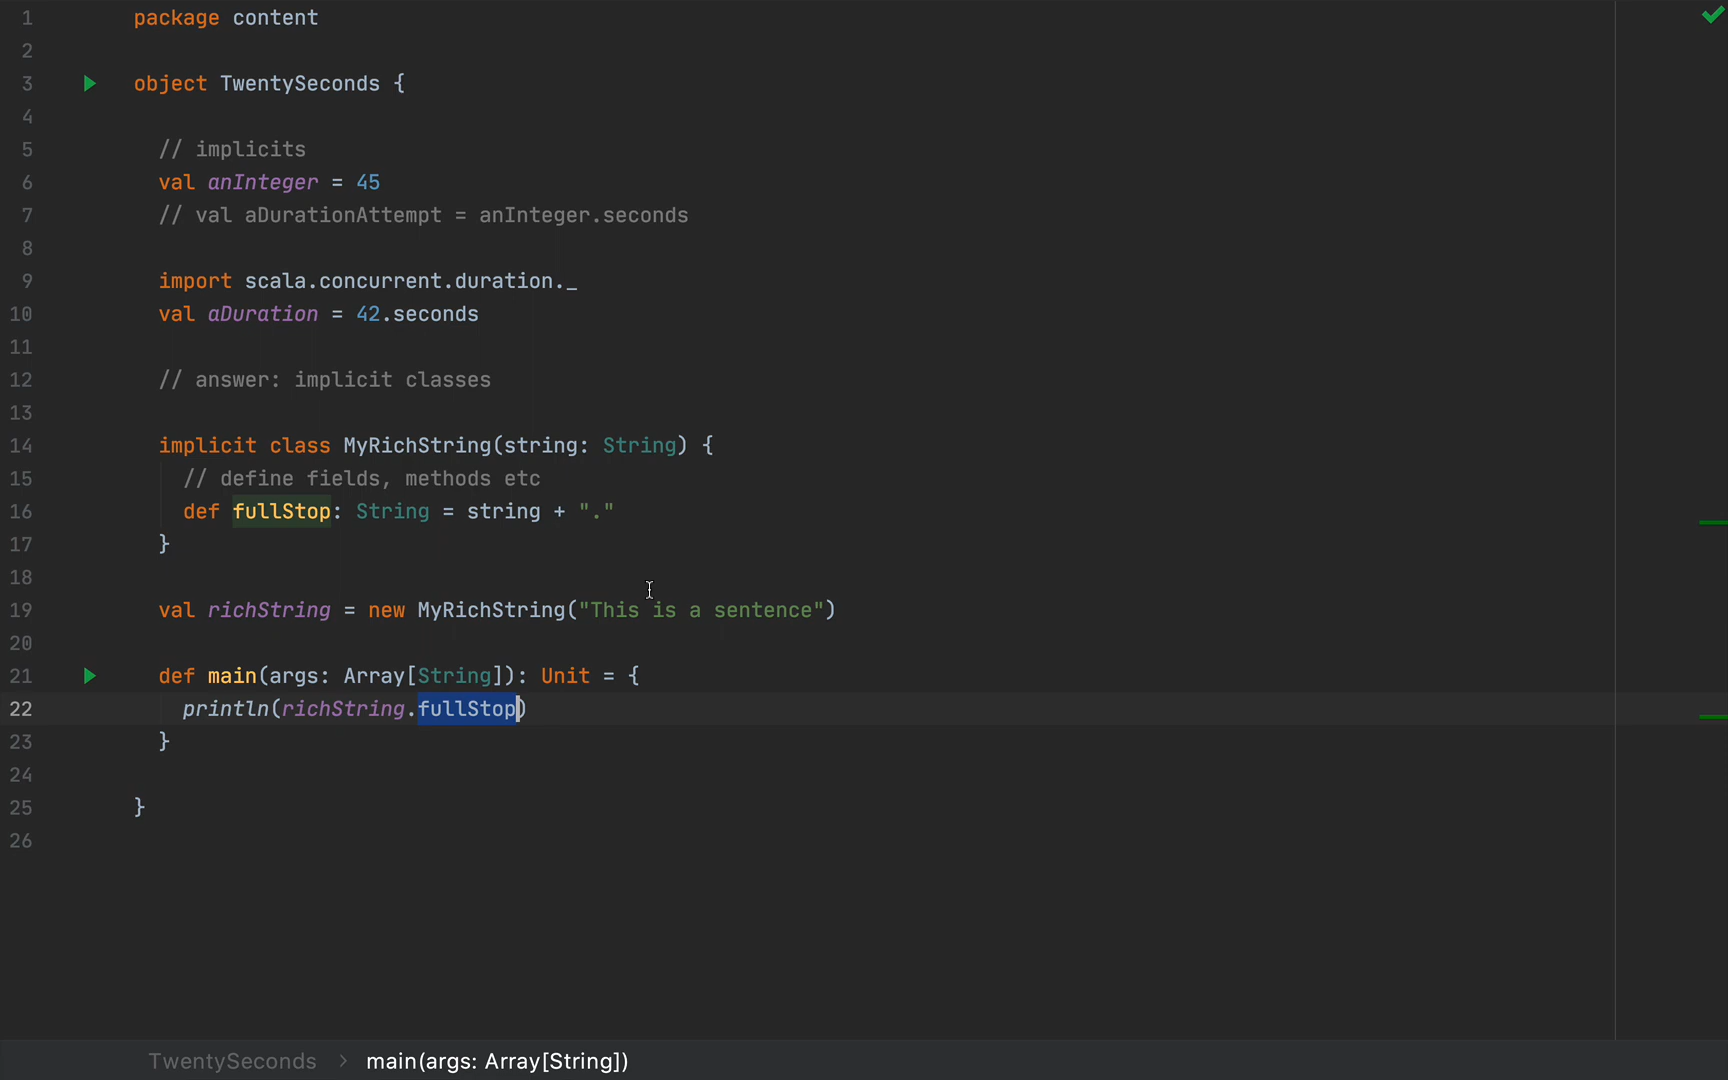 1 package content
2
3 object TwentySeconds {
4
5 // implicits
6 val anInteger = 45
7 // val aDurationAttempt = anInteger.seconds
8
9 import scala.concurrent.duration._
10 val aDuration = 42.seconds
11
12 // answer: implicit classes
13
14 implicit class MyRichString(string: String) {
15 // define fields, methods etc
16 def fullStop: String = string + "."
17 }
18
19 val richString = new MyRichString("This is a sentence")
20
21 def main(args: Array[String]): Unit = {
22 println(richString.fullStop)
23 }
24
25 }
26
TwentySeconds > main(args: Array[String])